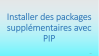 Installer des packages
supplémentaires avec
PIP